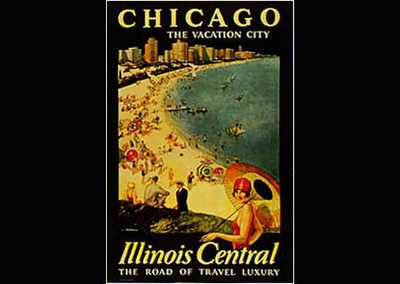 CHICAGO
THE VACATION CITY
Illinois Central
THE ROAD OF TRAVEL LUXURY